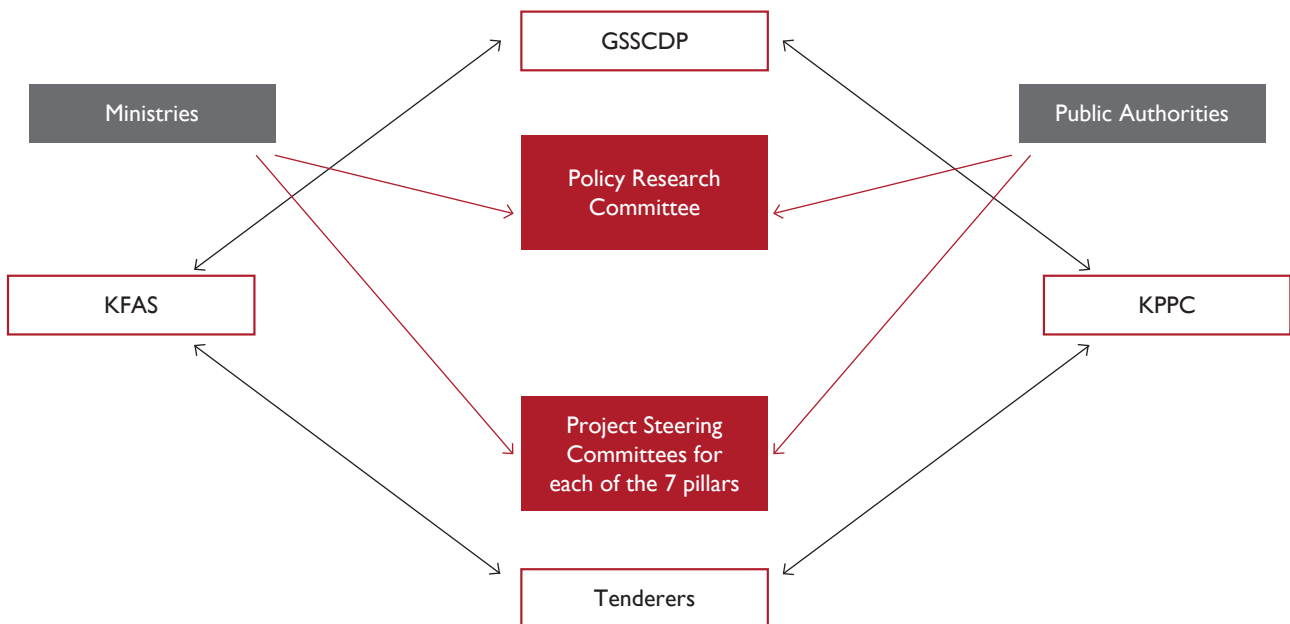 GSSCDP
Ministries
Public Authorities
Policy Research
Committee
KFAS
KPPC
Project Steering
Committees for
each of the 7 pillars
Tenderers